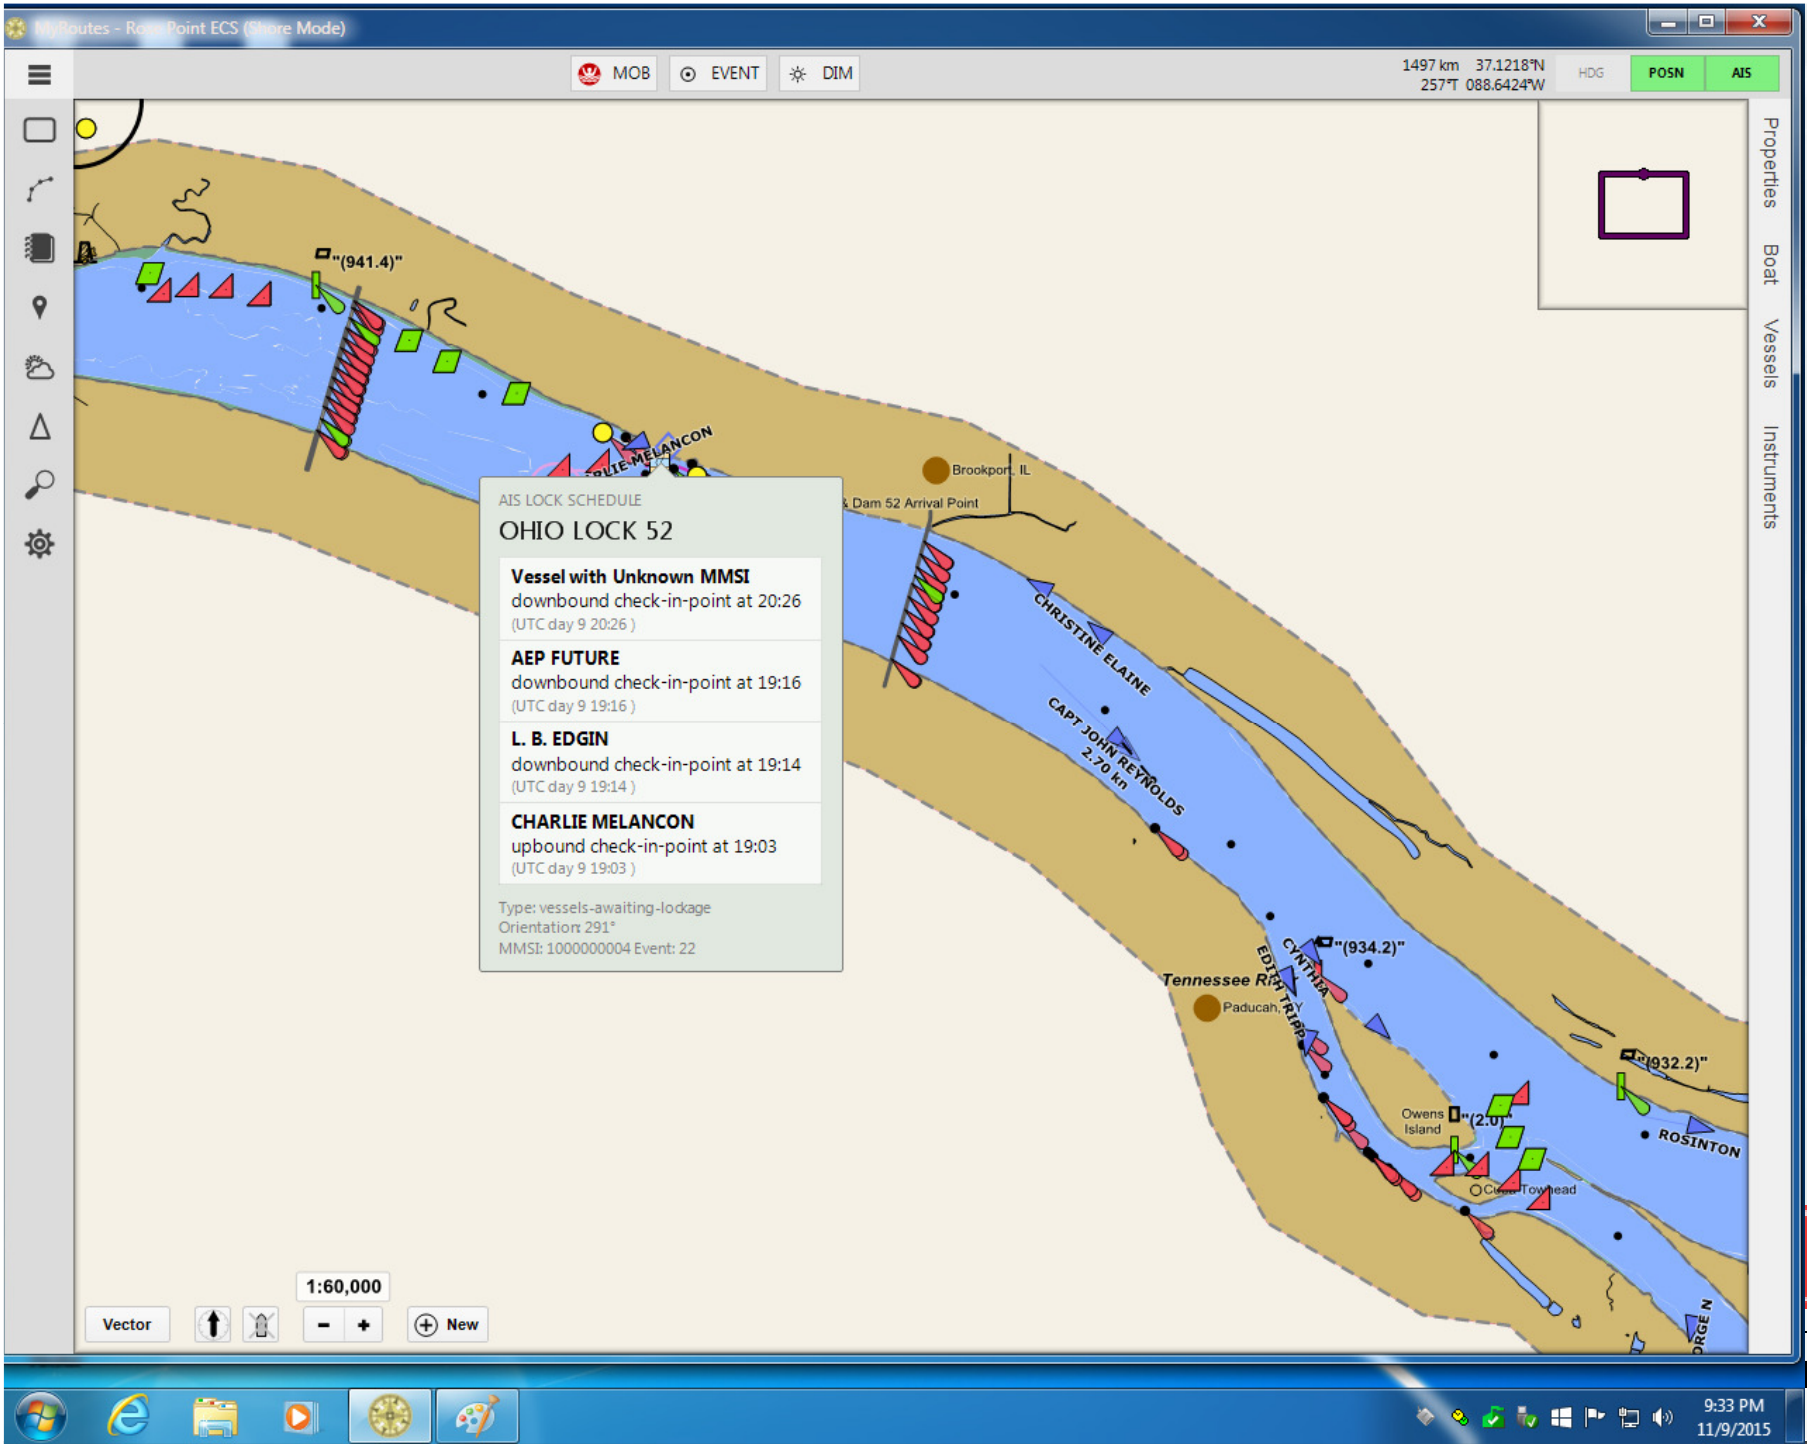 MyRoutes - Rose Point ECS (Shore Mode)
MOB
EVENT
DIM
1497 km 37.1218°N
257°T 088.6424°W
HDG
POSN
AIS
Properties
Boat
Vessels
Instruments
"(941.4)"
MELANCON
Brookport, IL
& Dam 52 Arrival Point
AIS LOCK SCHEDULE
OHIO LOCK 52
Vessel with Unknown MMSI
downbound check-in-point at 20:26
(UTC day 9 20:26 )
AEP FUTURE
downbound check-in-point at 19:16
(UTC day 9 19:16 )
L. B. EDGIN
downbound check-in-point at 19:14
(UTC day 9 19:14 )
CHARLIE MELANCON
upbound check-in-point at 19:03
(UTC day 9 19:03 )
Type: vessels-awaiting-lockage
Orientation: 291°
MMSI: 1000000004 Event: 22
CHRISTINE ELAINE
CAPT JOHN REYNOLDS
2.70 kn
CYNTHIA
"(934.2)"
EDITH TRIPP
Tennessee
Paducah,
"(932.2)"
Owens
Island
"(2.0)"
ROSINTON
Towhead
1:60,000
Vector
- +
New
9:33 PM
11/9/2015